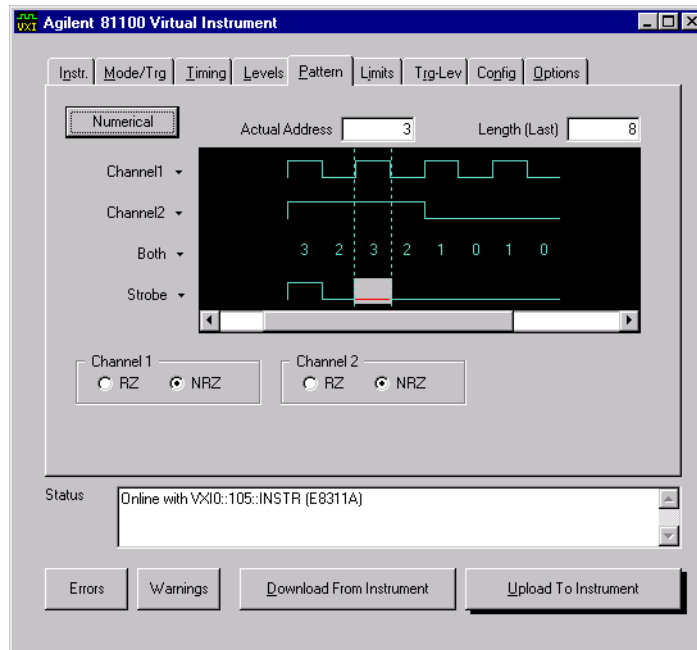 VXI Agilent 81100 Virtual Instrument
Instr. Mode/Trg Timing Levels Pattern Limits Trg-Lev Config Options
Numerical Actual Address 3 Length (Last) 8
Channel1
Channel2
Both 3 2 3 2 1 0 1 0
Strobe
Channel 1 Channel 2
RZ NRZ RZ NRZ
Status Online with VXI0::105::INSTR (E8311A)
Errors Warnings Download From Instrument Upload To Instrument